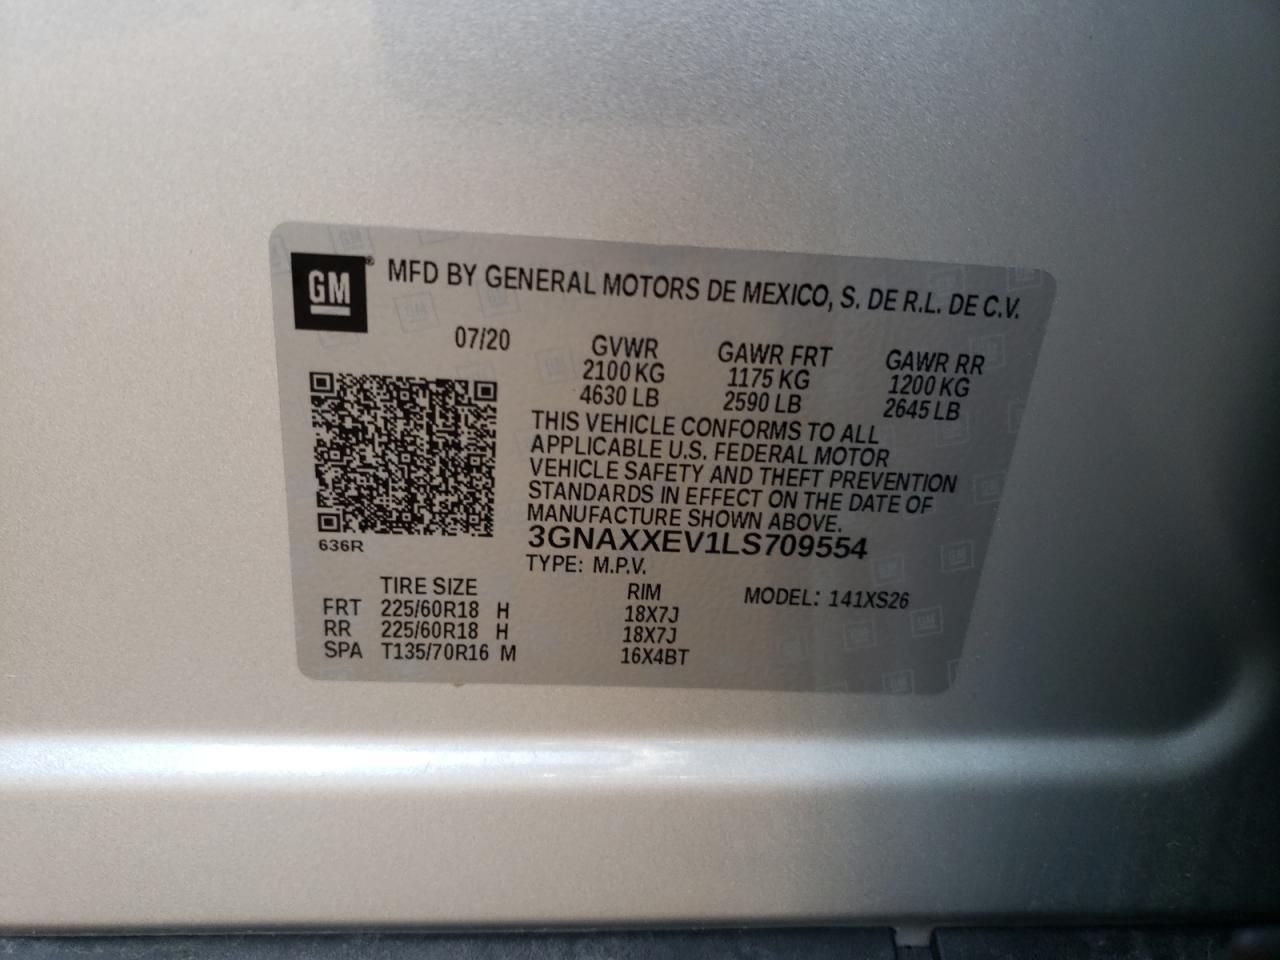 GM
®
MFD BY GENERAL MOTORS DE MEXICO, S. DE R.L. DE C.V.
07/20
GVWR GAWR FRT GAWR RR
2100 KG 1175 KG 1200 KG
4630 LB 2590 LB 2645 LB
THIS VEHICLE CONFORMS TO ALL
APPLICABLE U.S. FEDERAL MOTOR
VEHICLE SAFETY AND THEFT PREVENTION
STANDARDS IN EFFECT ON THE DATE OF
MANUFACTURE SHOWN ABOVE.
636R
3GNAXXEV1LS709554
TYPE: M.P.V.
TIRE SIZE RIM MODEL: 141XS26
FRT 225/60R18 H 18X7J
RR 225/60R18 H 18X7J
SPA T135/70R16 M 16X4BT